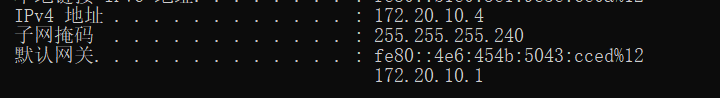 IPv4 地址 . . . . . . . . . . . . : 172.20.10.4
子网掩码 . . . . . . . . . . . . : 255.255.255.240
默认网关. . . . . . . . . . . . . : fe80::4e6:454b:5043:cced%12
172.20.10.1